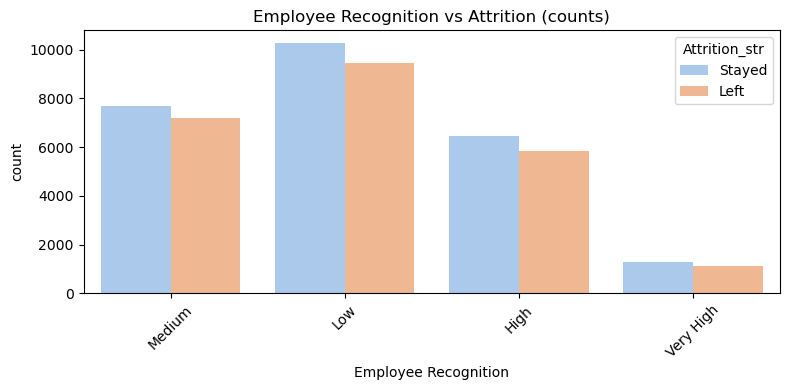 Employee Recognition vs Attrition (counts)
Attrition_str
Stayed
Left
count
10000
8000
6000
4000
2000
0
Medium
Low
High
Very High
Employee Recognition